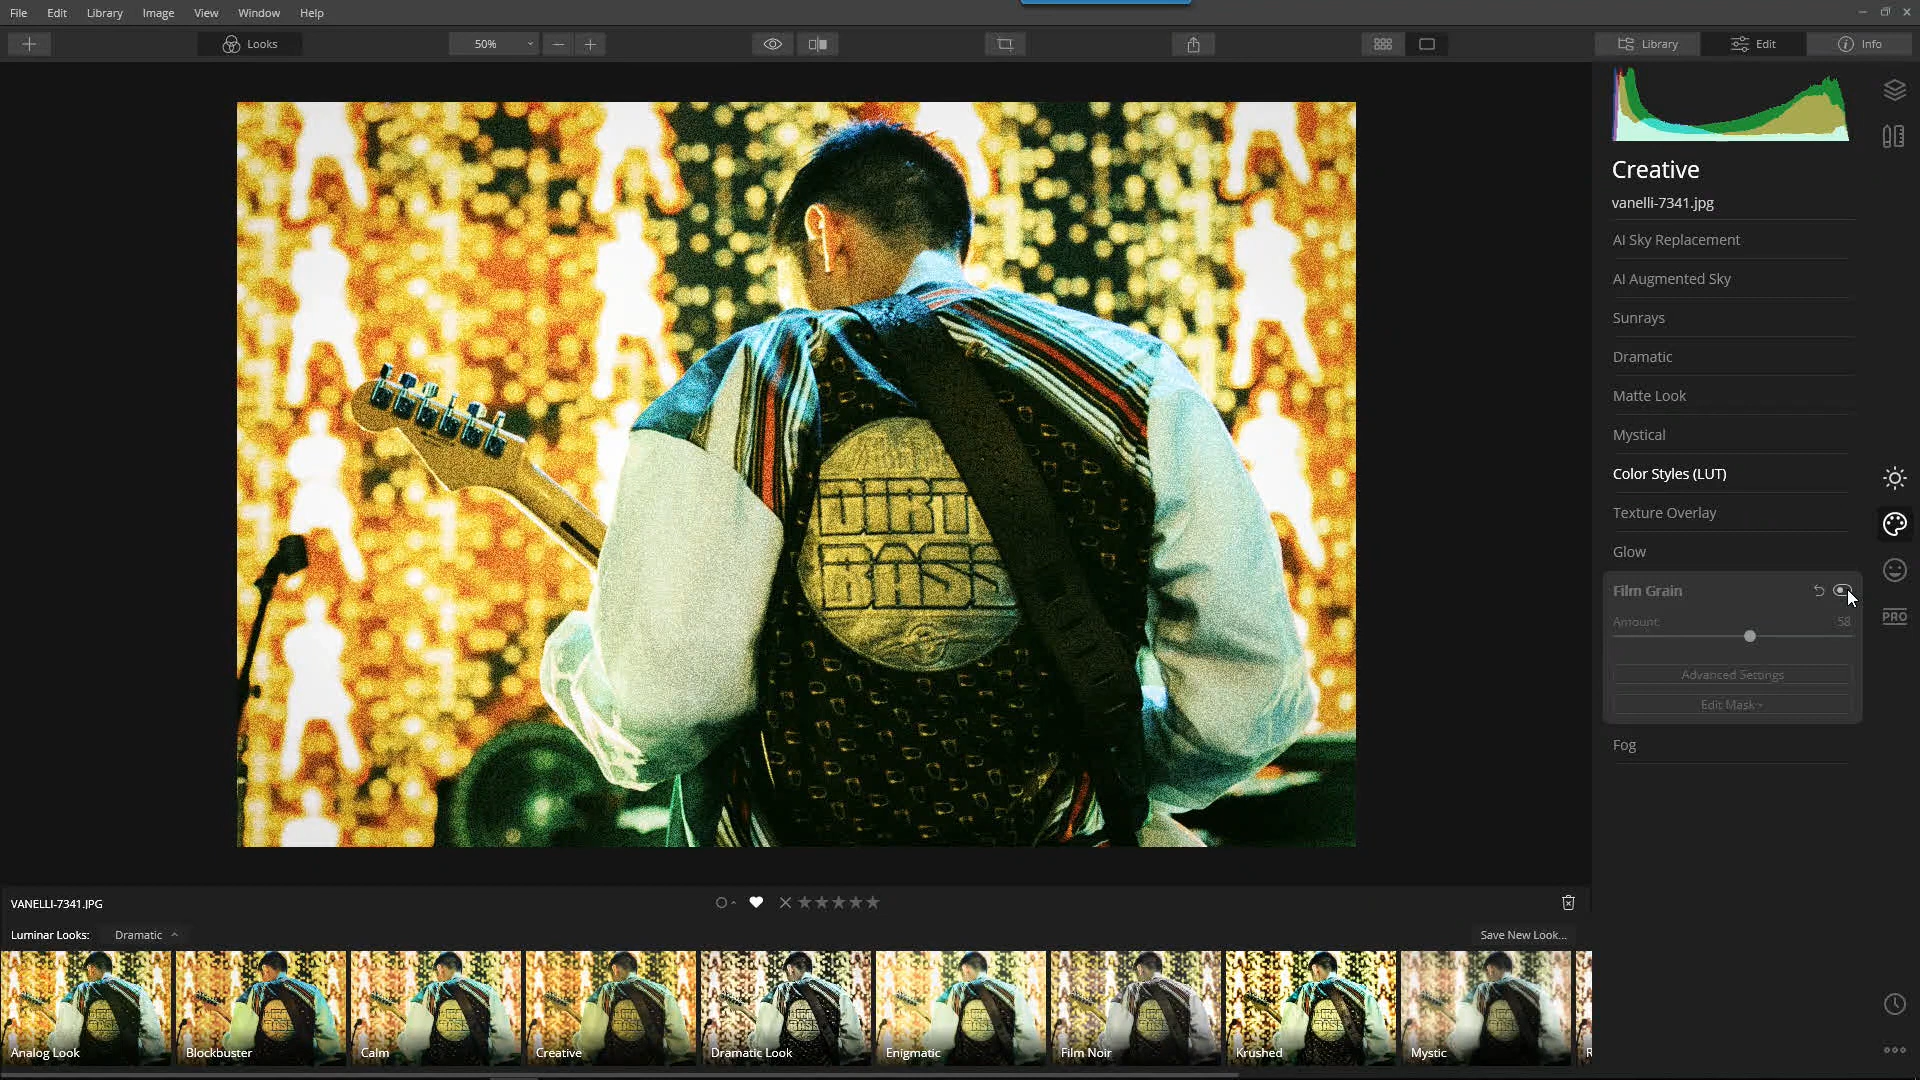 File Edit Library Image View Window Help
Looks 50% Library Edit Info
Creative
vanelli-7341.jpg
AI Sky Replacement
AI Augmented Sky
Sunrays
Dramatic
Matte Look
Mystical
Color Styles (LUT)
Texture Overlay
Glow
Film Grain
Amount: 58
Advanced Settings
Edit Mask
Fog
PRO
DIRTY
BASS
VANELLI-7341.JPG
Luminar Looks: Dramatic Save New Look...
Analog Look Blockbuster Calm Creative Dramatic Look Enigmatic Film Noir Krushed Mystic R